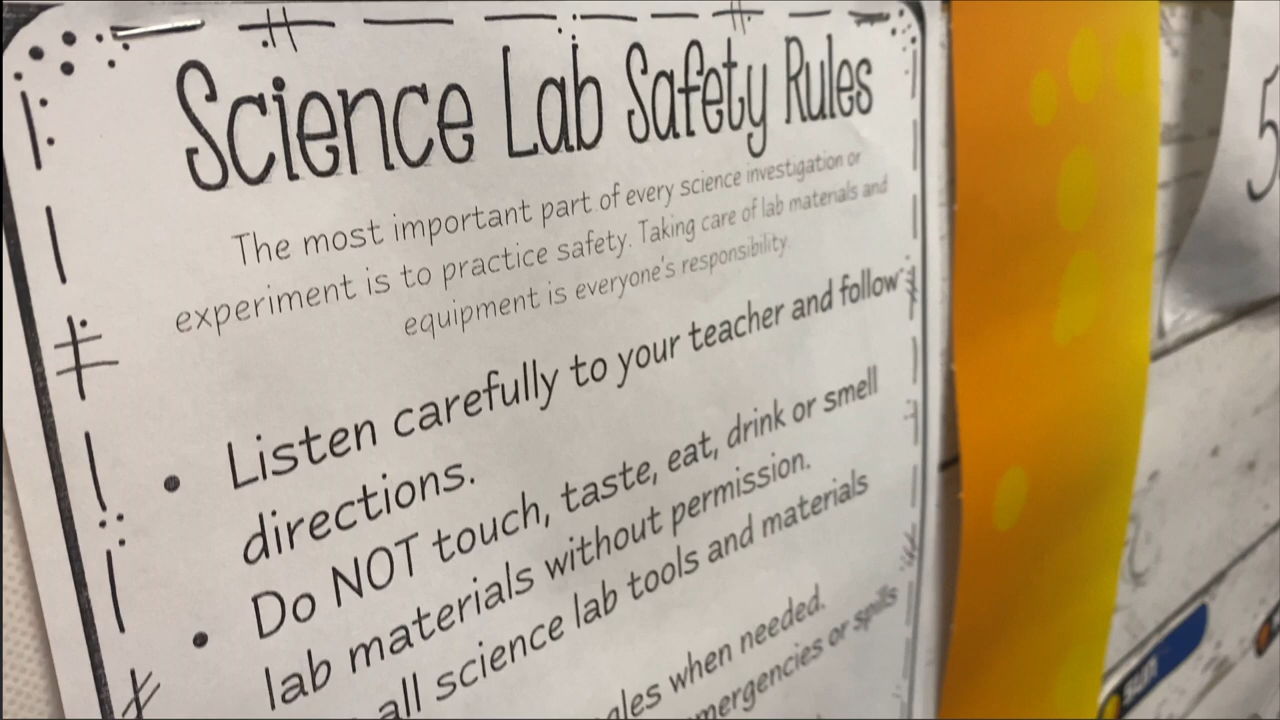 Science Lab Safety Rules
The most important part of every science investigation or
experiment is to practice safety. Taking care of lab materials and
equipment is everyone's responsibility.
• Listen carefully to your teacher and follow
directions.
• Do NOT touch, taste, eat, drink or smell
lab materials without permission.
all science lab tools and materials
when needed.
or spills
5